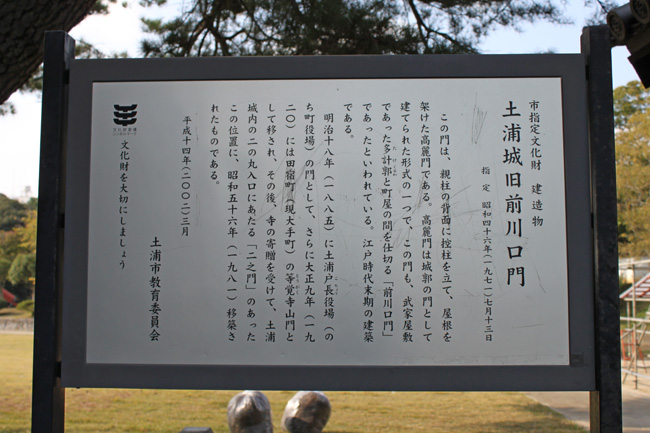 市指定文化財　建造物
土浦城旧前川口門
指定　昭和四十六年（一九七一）七月十三日
この門は、親柱の背面に控柱を立て、屋根を
架けた高麗門である。高麗門は城郭の門として
建てられた形式の一つで、この門も、武家屋敷
であった多計郭と町屋の間を仕切る「前川口門」
であったといわれている。江戸時代末期の建築
である。
明治十八年（一八八五）に土浦戸長役場（の
ち町役場）の門として、さらに大正九年（一九
二〇）には田宿町（現大手町）の等覚寺山門と
して移され、その後、寺の寄贈を受けて、土浦
城内の二の丸入口にあたる「二之門」のあった
この位置に、昭和五十六年（一九八一）移築さ
れたものである。
平成十四年（二〇〇二）三月
土浦市教育委員会
文化財を大切にしましょう